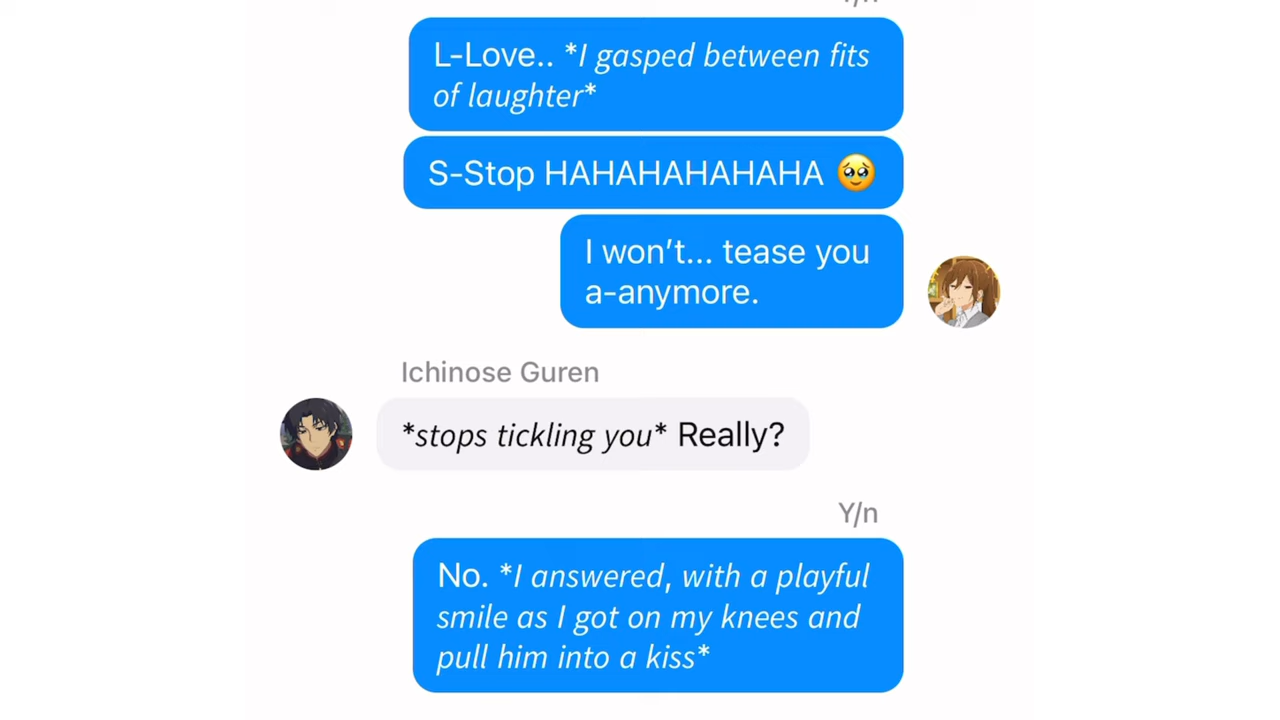 L-Love.. *I gasped between fits
of laughter*
S-Stop HAHAHAHAHAHA 🥹
I won't... tease you
a-anymore.
Ichinose Guren
*stops tickling you* Really?
Y/n
No. *I answered, with a playful
smile as I got on my knees and
pull him into a kiss*